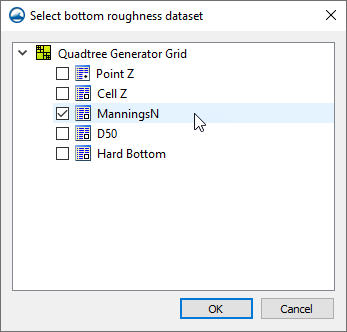 Select bottom roughness dataset
Quadtree Generator Grid
Point Z
Cell Z
ManningsN
D50
Hard Bottom
OK
Cancel